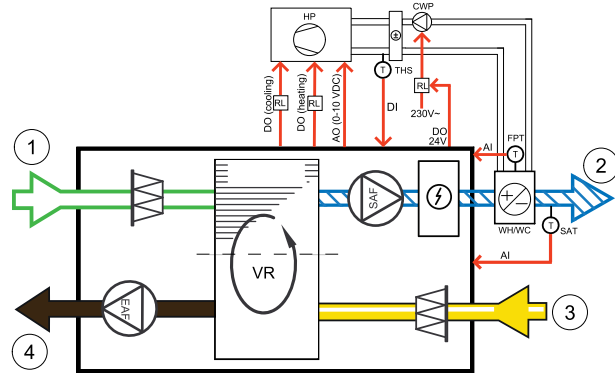 HP
CWP
±
T
THS
DO (cooling)
RL
DO (heating)
RL
AO (0-10 VDC)
DI
RL
230V~
DO
24V
FPT
AI
T
1
2
SAF
+/-
WH/WC
T
SAT
AI
VR
EAF
3
4